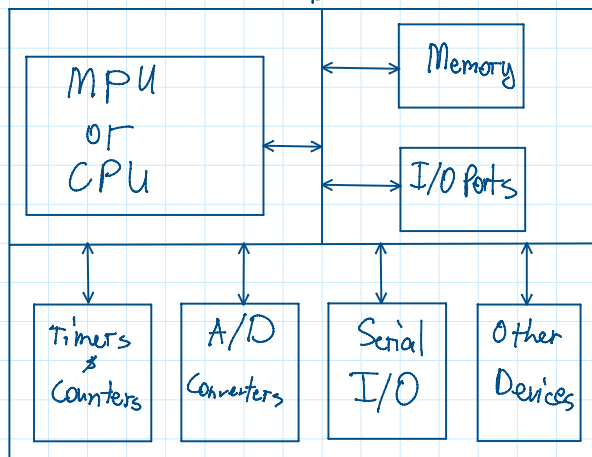 MPU
or
CPU
Memory
I/O Ports
Timers
&
Counters
A/D
Converters
Serial
I/O
Other
Devices